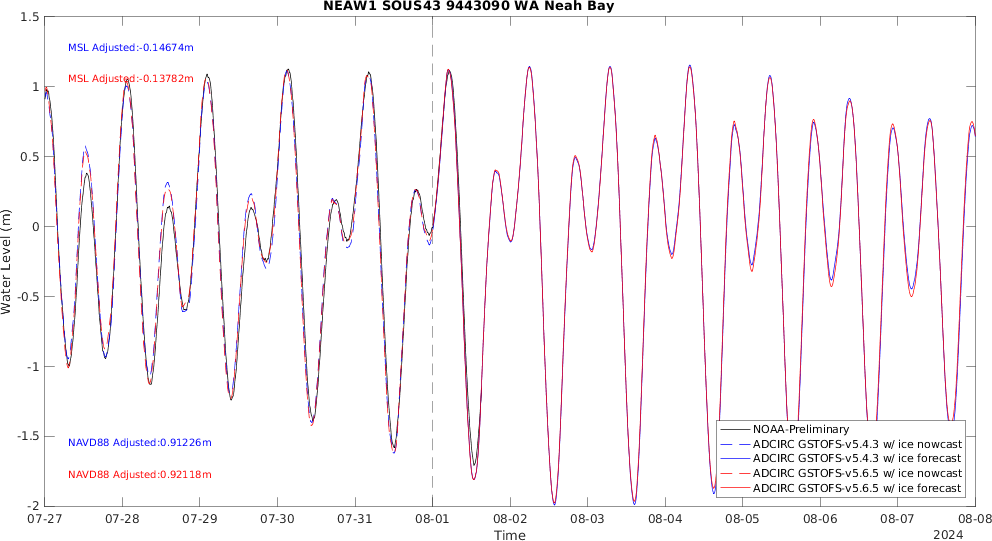 NEAW1 SOUS43 9443090 WA Neah Bay
1.5
1
0.5
0
-0.5
-1
-1.5
-2
Water Level (m)
MSL Adjusted:-0.14674m
MSL Adjusted:-0.13782m
NAVD88 Adjusted:0.91226m
NAVD88 Adjusted:0.92118m
NOAA-Preliminary
ADCIRC GSTOFS-v5.4.3 w/ ice nowcast
ADCIRC GSTOFS-v5.4.3 w/ ice forecast
ADCIRC GSTOFS-v5.6.5 w/ ice nowcast
ADCIRC GSTOFS-v5.6.5 w/ ice forecast
07-27 07-28 07-29 07-30 07-31 08-01 08-02 08-03 08-04 08-05 08-06 08-07 08-08
Time
2024